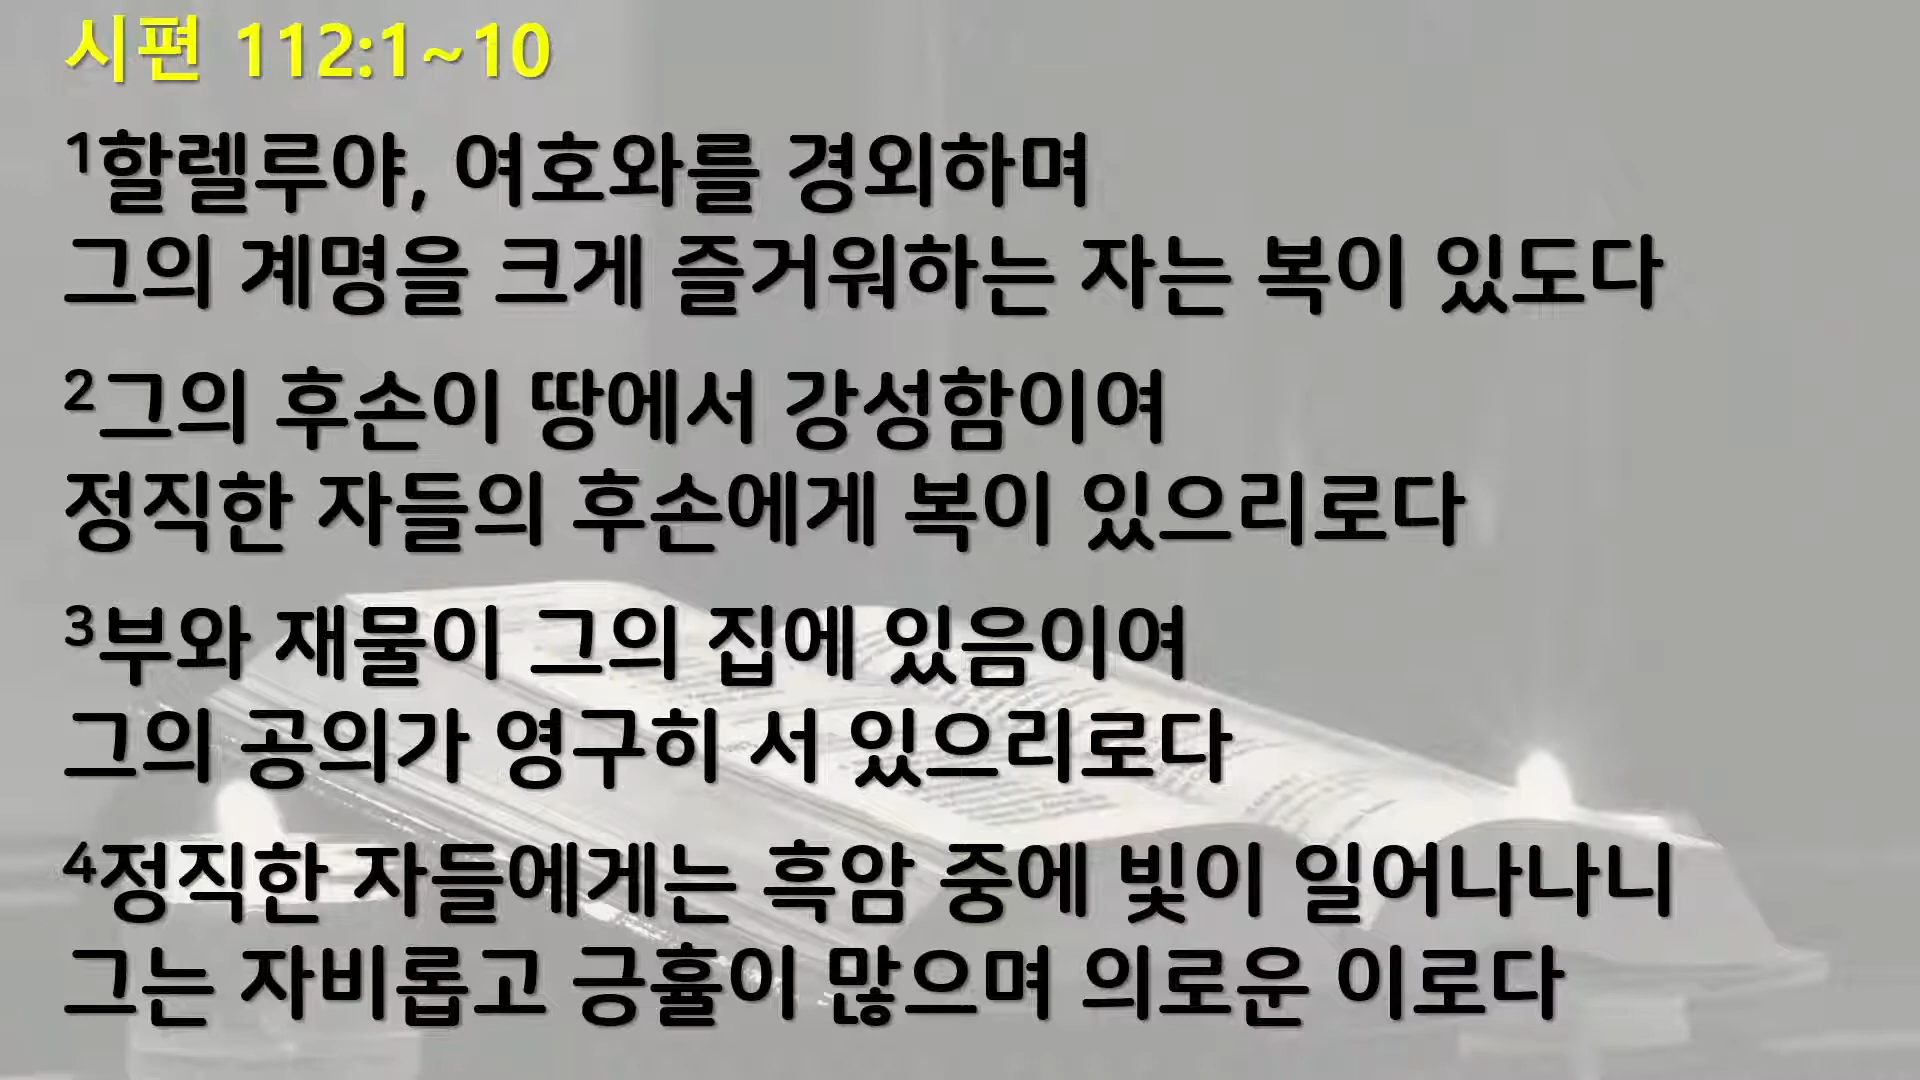 시편 112:1~10
¹할렐루야, 여호와를 경외하며
그의 계명을 크게 즐거워하는 자는 복이 있도다
²그의 후손이 땅에서 강성함이여
정직한 자들의 후손에게 복이 있으리로다
³부와 재물이 그의 집에 있음이여
그의 공의가 영구히 서 있으리로다
⁴정직한 자들에게는 흑암 중에 빛이 일어나나니
그는 자비롭고 긍휼이 많으며 의로운 이로다